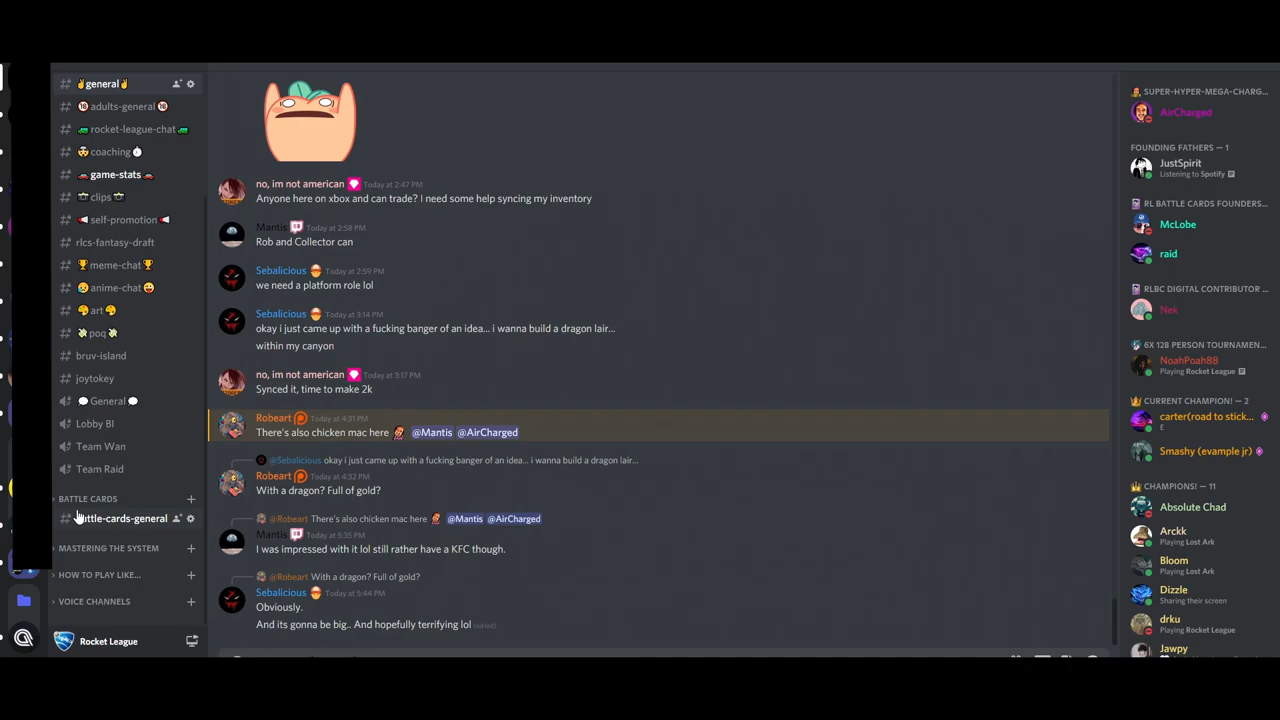 general
adults-general
rocket-league-chat
coaching
game-stats
clips
self-promotion
rlcs-fantasy-draft
meme-chat
anime-chat
art
poq
bruv-island
joytokey
General
Lobby BI
Team Wan
Team Raid
BATTLE CARDS
ttle-cards-general
MASTERING THE SYSTEM
HOW TO PLAY LIKE...
VOICE CHANNELS
Rocket League
no, im not american Today at 2:47 PM
Anyone here on xbox and can trade? I need some help syncing my inventory
Mantis Today at 2:58 PM
Rob and Collector can
Sebalicious Today at 2:59 PM
we need a platform role lol
Sebalicious Today at 3:14 PM
okay i just came up with a fucking banger of an idea... i wanna build a dragon lair...
within my canyon
no, im not american Today at 3:17 PM
Synced it, time to make 2k
Robeart Today at 4:31 PM
There's also chicken mac here @Mantis @AirCharged
@Sebalicious okay i just came up with a fucking banger of an idea... i wanna build a dragon lair...
Robeart Today at 4:32 PM
With a dragon? Full of gold?
@Robeart There's also chicken mac here @Mantis @AirCharged
Mantis Today at 5:35 PM
I was impressed with it lol still rather have a KFC though.
@Robeart With a dragon? Full of gold?
Sebalicious Today at 5:44 PM
Obviously.
And its gonna be big.. And hopefully terrifying lol (edited)
SUPER-HYPER-MEGA-CHARG...
AirCharged
FOUNDING FATHERS — 1
JustSpirit
Listening to Spotify
RL BATTLE CARDS FOUNDERS...
McLobe
raid
RLBC DIGITAL CONTRIBUTOR ...
Nek
6X 128 PERSON TOURNAMEN...
NoahPoah88
Playing Rocket League
CURRENT CHAMPION! — 2
carter(road to stick...
E
Smashy (example jr)
CHAMPIONS! — 11
Absolute Chad
Arckk
Playing Lost Ark
Bloom
Playing Lost Ark
Dizzle
Sharing their screen
drku
Playing Rocket League
Jawpy